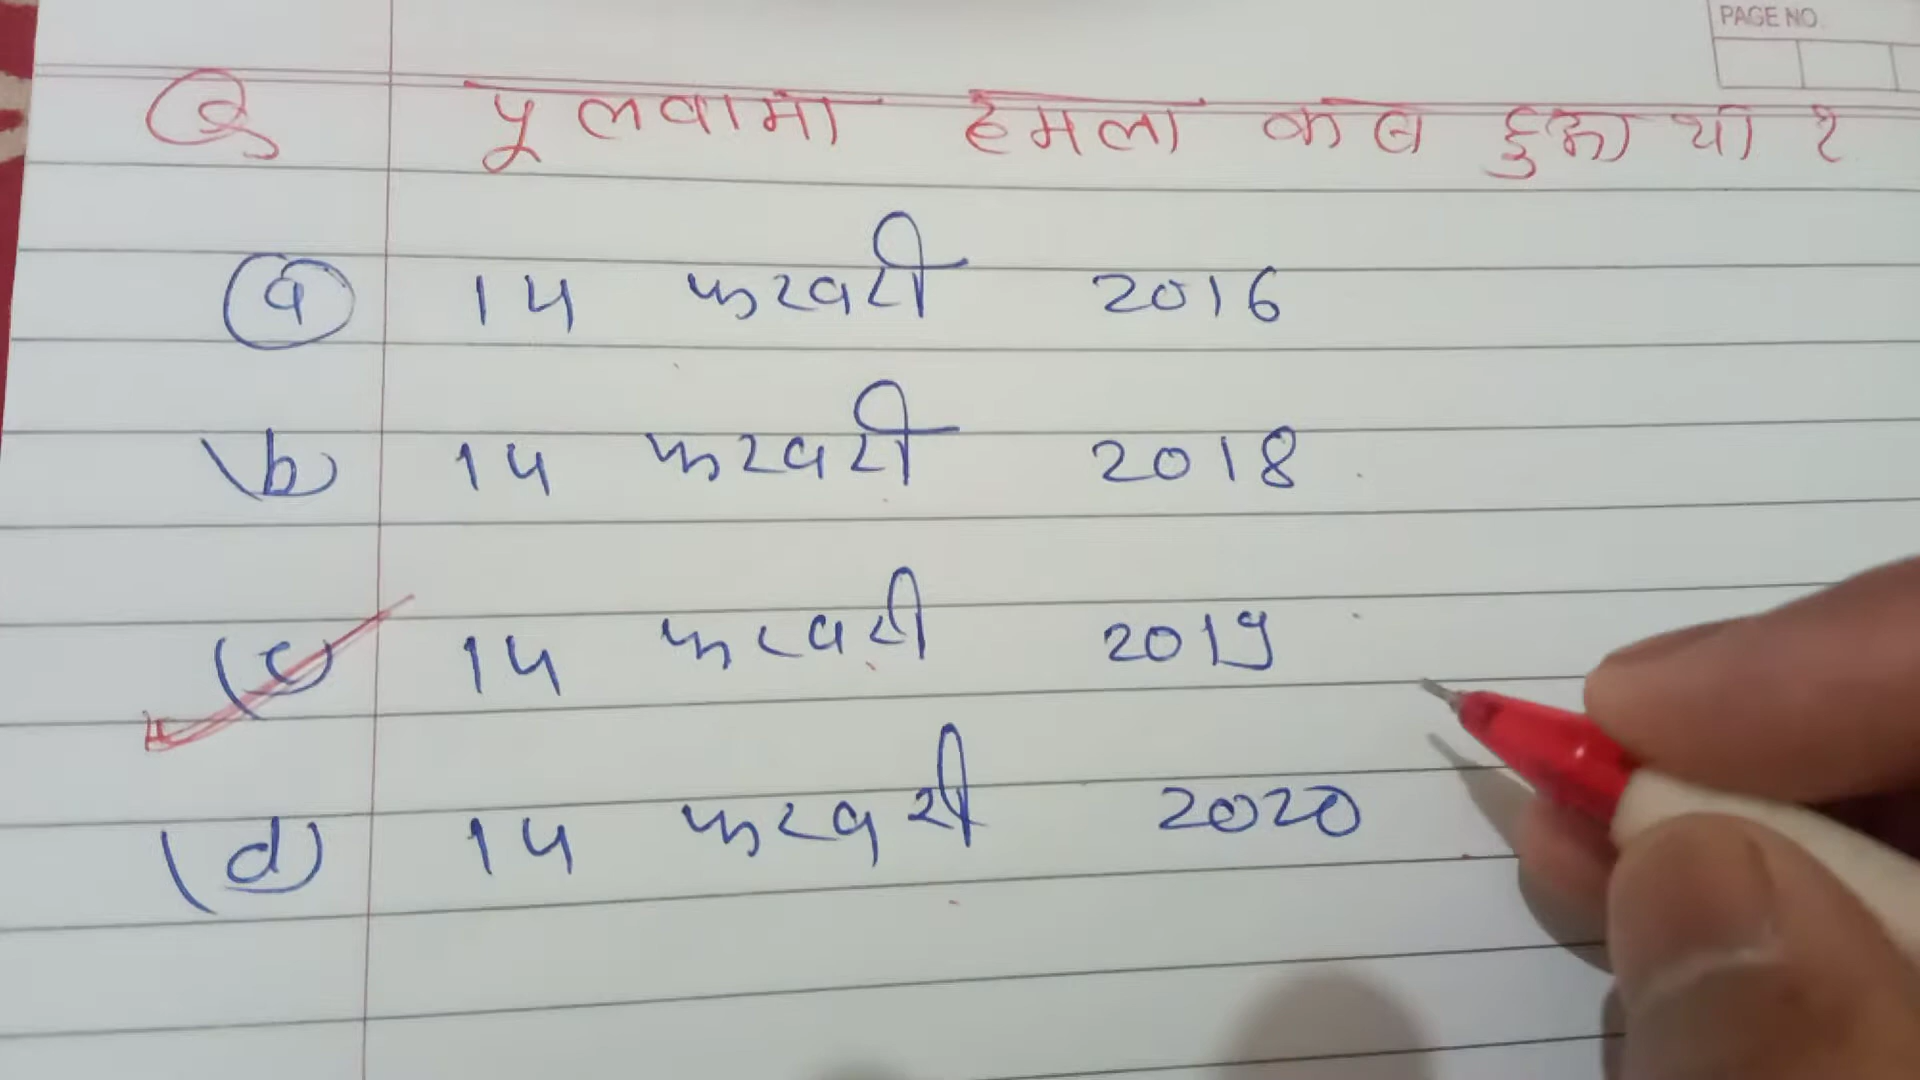 PAGE NO.
Q पूलवामा हमला कब हुआ था ?
(a) 14 फरवरी 2016
(b) 14 फरवरी 2018
(c) 14 फरवरी 2019
(d) 14 फरवरी 2020